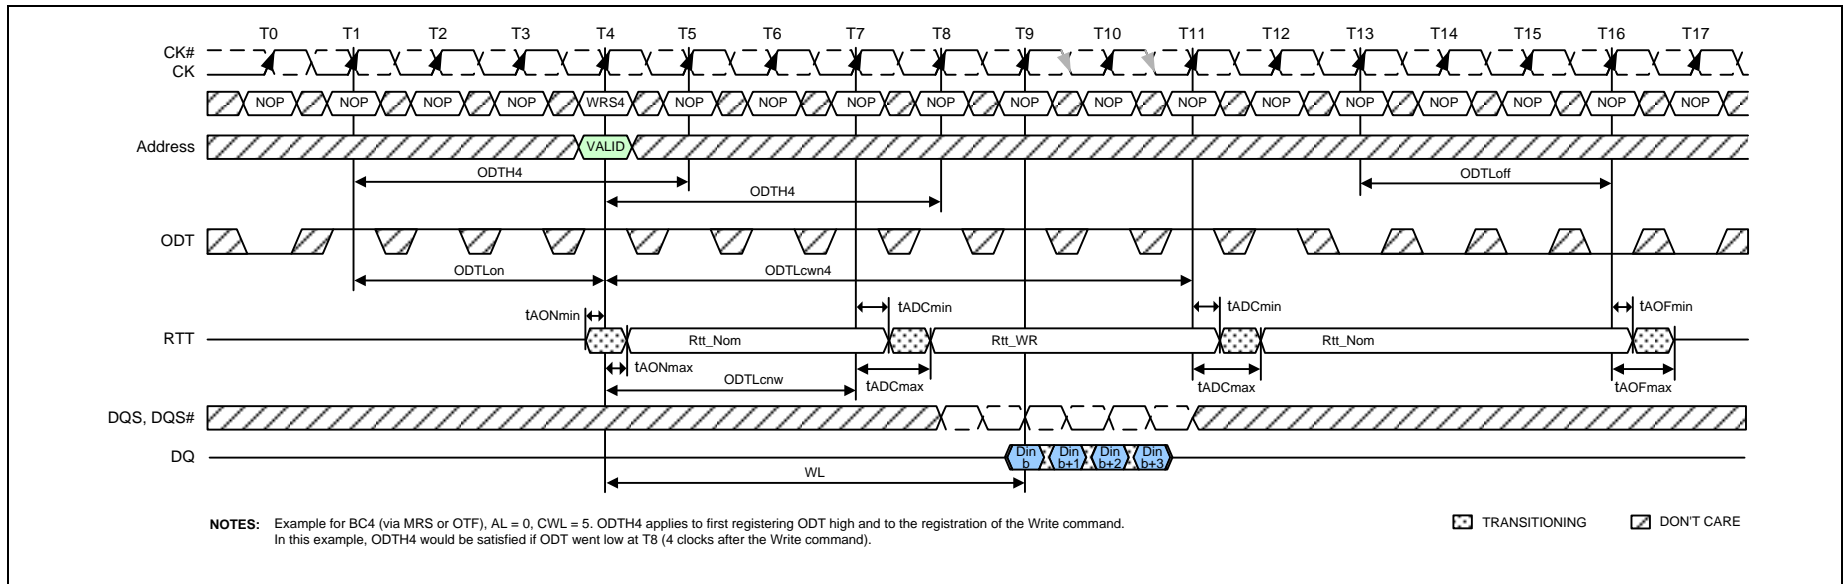 T0 T1 T2 T3 T4 T5 T6 T7 T8 T9 T10 T11 T12 T13 T14 T15 T16 T17
CK#
CK
NOP NOP NOP NOP WRS4 NOP NOP NOP NOP NOP NOP NOP NOP NOP NOP NOP NOP NOP
Address VALID
ODTH4 ODTLoff
ODTH4
ODT
ODTLon ODTLcwn4
tAONmin tADCmin tADCmin tAOFmin
RTT Rtt_Nom Rtt_WR Rtt_Nom
tAONmax
ODTLcnw tADCmax tADCmax tAOFmax
DQS, DQS#
DQ Din b Din b+1 Din b+2 Din b+3
WL
NOTES: Example for BC4 (via MRS or OTF), AL = 0, CWL = 5. ODTH4 applies to first registering ODT high and to the registration of the Write command.
In this example, ODTH4 would be satisfied if ODT went low at T8 (4 clocks after the Write command).
TRANSITIONING DON'T CARE